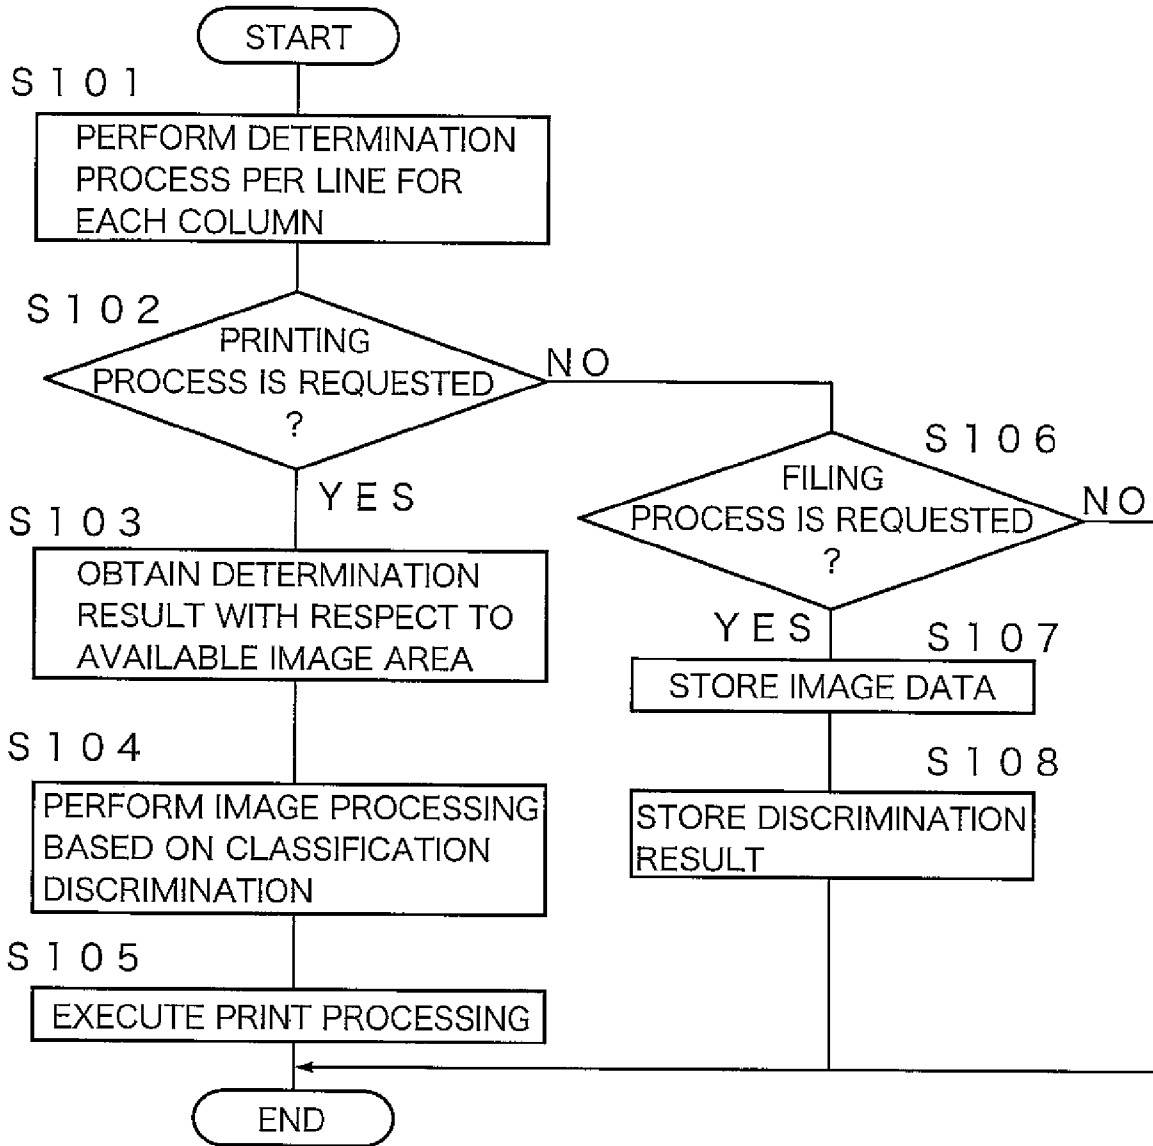 START
S101
PERFORM DETERMINATION
PROCESS PER LINE FOR
EACH COLUMN
S102
PRINTING
PROCESS IS REQUESTED
?
NO
YES
S103
OBTAIN DETERMINATION
RESULT WITH RESPECT TO
AVAILABLE IMAGE AREA
S104
PERFORM IMAGE PROCESSING
BASED ON CLASSIFICATION
DISCRIMINATION
S105
EXECUTE PRINT PROCESSING
S106
FILING
PROCESS IS REQUESTED
?
NO
YES
S107
STORE IMAGE DATA
S108
STORE DISCRIMINATION
RESULT
END